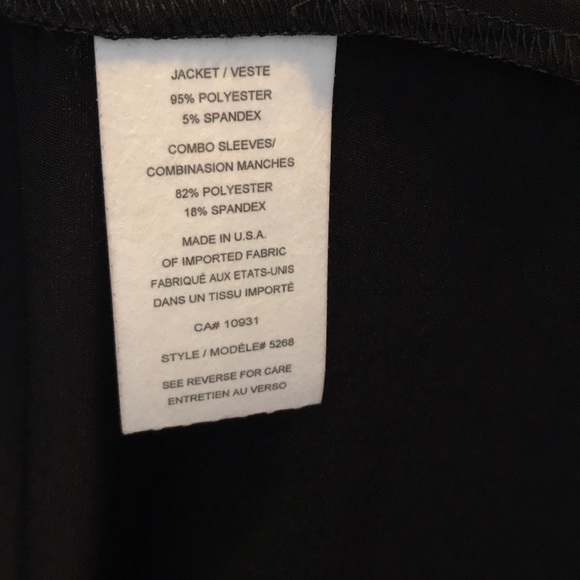 JACKET / VESTE
95% POLYESTER
5% SPANDEX
COMBO SLEEVES/
COMBINASION MANCHES
82% POLYESTER
18% SPANDEX
MADE IN U.S.A.
OF IMPORTED FABRIC
FABRIQUÉ AUX ETATS-UNIS
DANS UN TISSU IMPORTÉ
CA# 10931
STYLE / MODÈLE# 5268
SEE REVERSE FOR CARE
ENTRETIEN AU VERSO